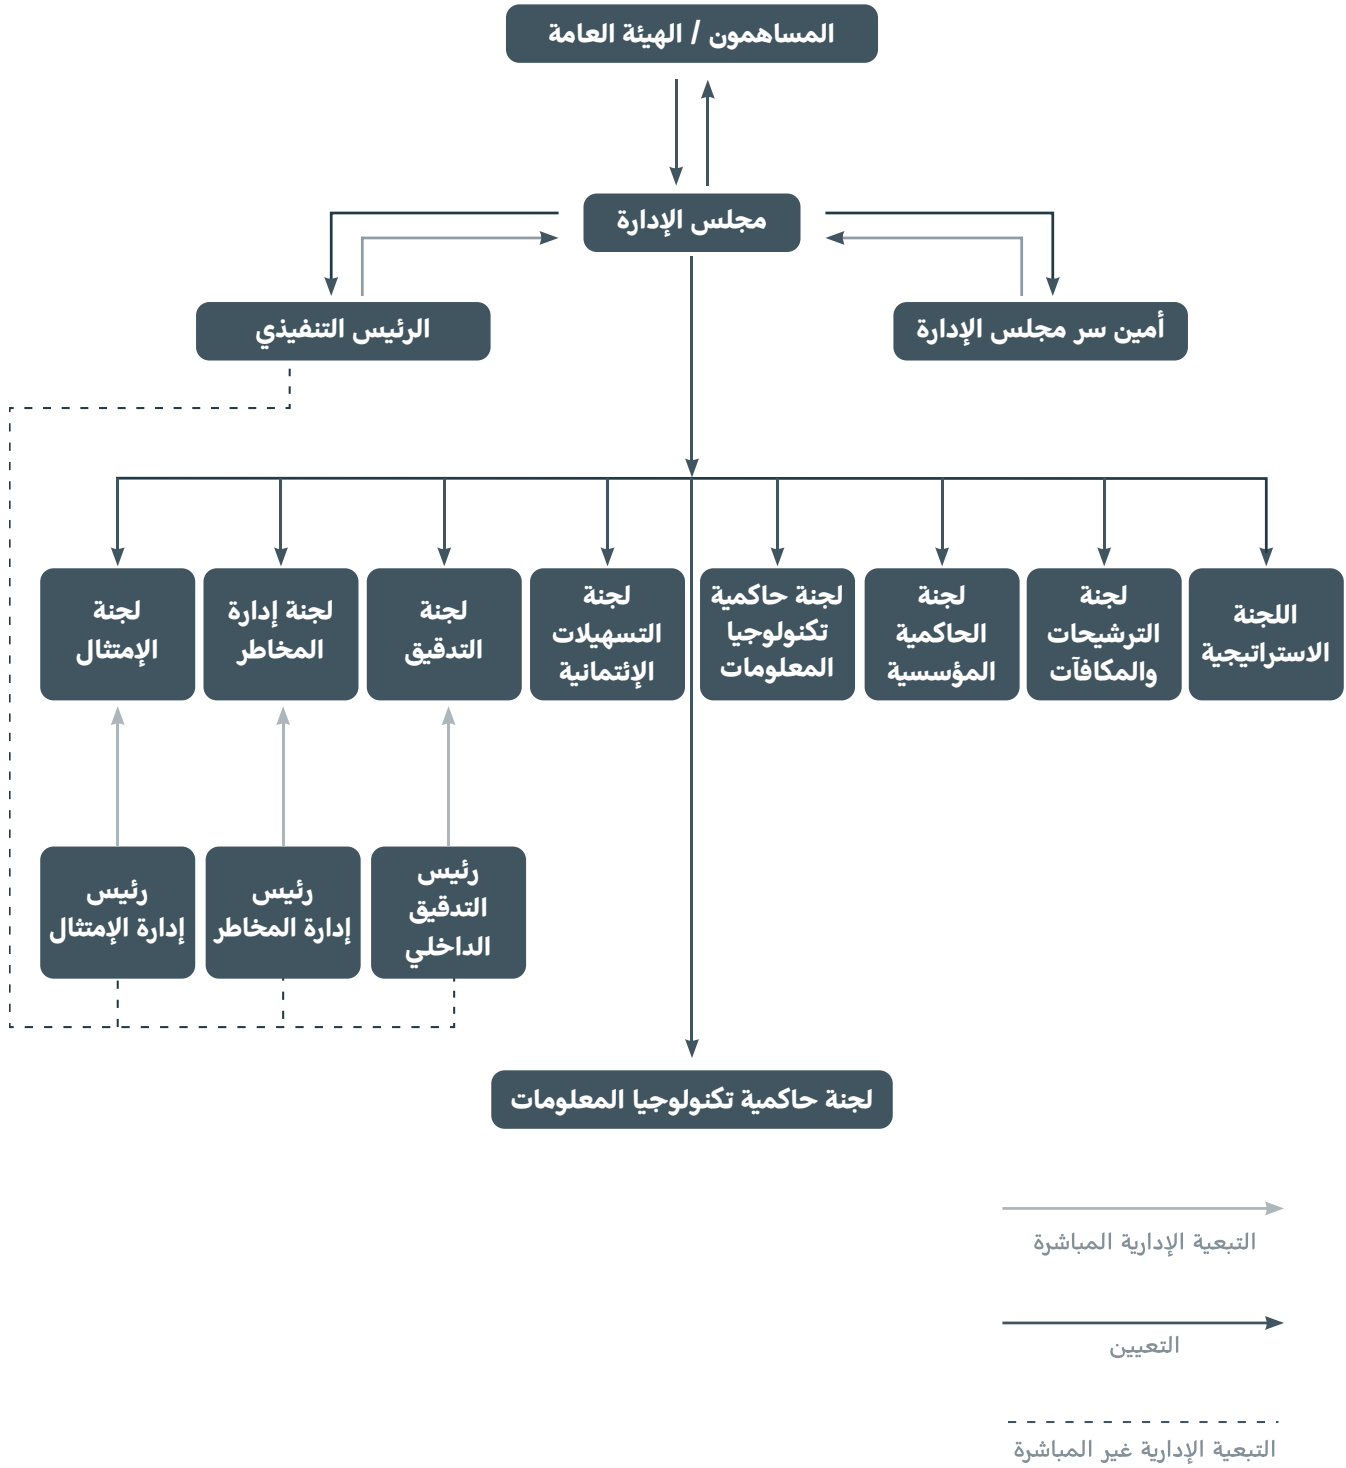 المساهمون / الهيئة العامة
مجلس الإدارة
أمين سر مجلس الإدارة
الرئيس التنفيذي
اللجنة
الاستراتيجية
لجنة
الترشيحات
والمكافآت
لجنة
الحاكمية
المؤسسية
لجنة حاكمية
تكنولوجيا
المعلومات
لجنة
التسهيلات
الإئتمانية
لجنة
التدقيق
لجنة إدارة
المخاطر
لجنة
الإمتثال
رئيس
التدقيق
الداخلي
رئيس
إدارة المخاطر
رئيس
إدارة الإمتثال
لجنة حاكمية تكنولوجيا المعلومات
التبعية الإدارية المباشرة
التعيين
التبعية الإدارية غير المباشرة